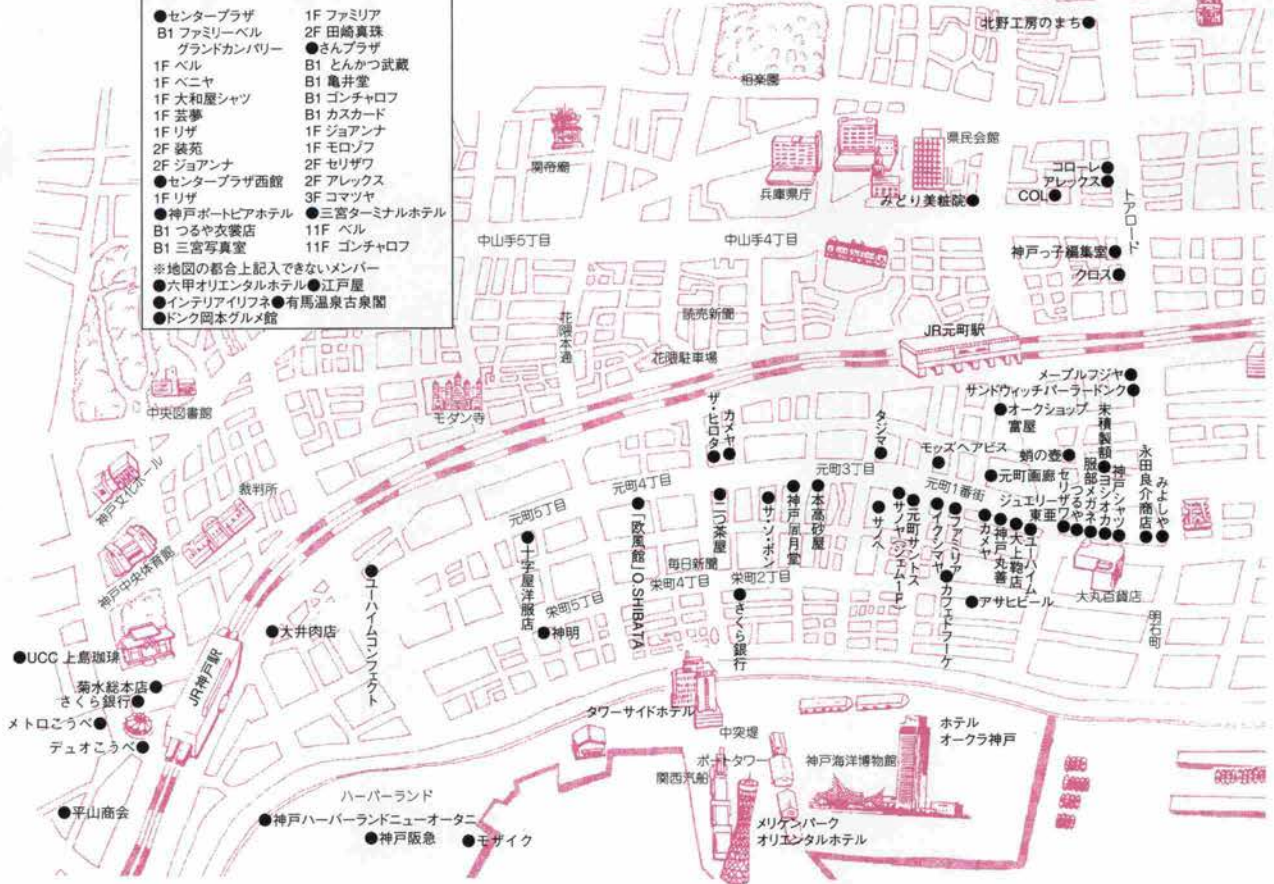 ●センタープラザ
B1 ファミリーベル
グランドカンパリー
1F ベル
1F ベニヤ
1F 大和屋シャツ
1F 芸夢
1F リザ
2F 装苑
2F ジョアンナ
●センタープラザ西館
1F リザ
●神戸ポートピアホテル
B1 つるや衣裳店
B1 三宮写真室
1F ファミリア
2F 田崎真珠
●さんプラザ
B1 とんかつ武蔵
B1 亀井堂
B1 ゴンチャロフ
B1 カスカード
1F ジョアンナ
1F モロゾフ
2F セリザワ
2F アレックス
3F コマツヤ
●三宮ターミナルホテル
11F ベル
11F ゴンチャロフ
※地図の都合上記入できないメンバー
●六甲オリエンタルホテル●江戸屋
●インテリアイリフネ●有馬温泉古泉閣
●ドンク岡本グルメ館
北野工房のまち●
相楽園
関帝廟
兵庫県庁
県民会館
みどり美粧院●
コローレ●
アレックス●
COL●
トアロード
中山手5丁目
中山手4丁目
神戸っ子編集室●
クロス●
花隈本通
読売新聞
花隈駐車場
JR元町駅
中央図書館
モダン寺
メープルフジヤ●
サンドウィッチパーラードンク●
●オークショップ
富屋
ザ・ヒロタ●
カメヤ●
タジマ●
モッズヘアビス●
蛸の壺●
末積製額●
神戸文化ホール
裁判所
神戸中央体育館
元町5丁目
元町4丁目
元町3丁目
元町1番街
●元町画廊
ジュエリー
東亜●
セリザワ●
つるや●
服部メガネ●
ヨシオカ●
神戸シャツ●
永田良介商店●
みよしや●
●ユーハイムコンフェクト
●十字屋洋服店
●「欧風館」O.SHIBATA
●二つ茶屋
●サ・ソ・ボン
●神戸風月堂
●本高砂屋
●サノヘ
●サノヤ(ジェムー1F)
●元町サントス
●イクシマヤ
●ファミリア
●カメヤ
●神戸丸善
●大上鞄店
●ユーハイム
大丸百貨店
明石町
毎日新聞
栄町5丁目
栄町4丁目
栄町2丁目
●さくら銀行
●カフェドフーケ
●アサヒビール
●神明
●大井肉店
●UCC 上島珈琲
菊水総本店●
さくら銀行●
メトロこうべ●
デュオこうべ●
JR神戸駅
●平山商会
タワーサイドホテル
中突堤
ポートタワー
関西汽船
神戸海洋博物館
ホテル
オークラ神戸
ハーバーランド
●神戸ハーバーランドニューオータニ
●神戸阪急
●モザイク
メリケンパーク
オリエンタルホテル